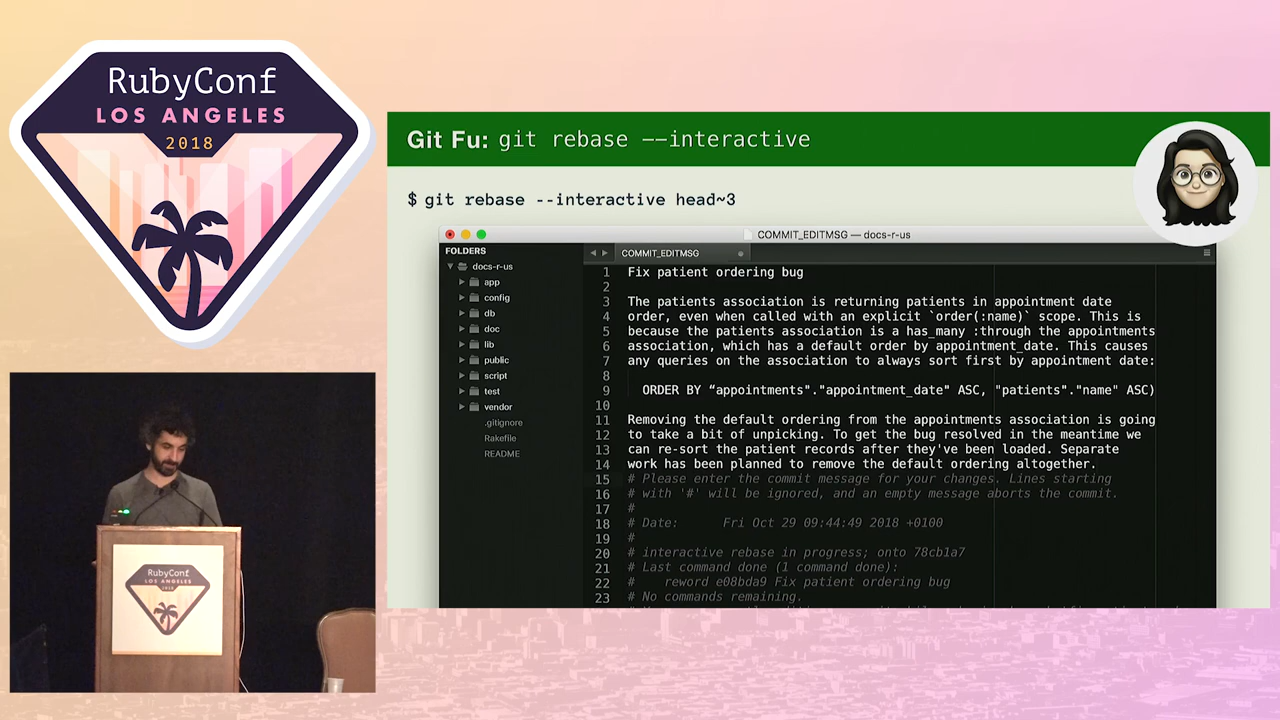 RubyConf
LOS ANGELES
2018
Git Fu: git rebase --interactive
$ git rebase --interactive head~3
COMMIT_EDITMSG — docs-r-us
FOLDERS
docs-r-us
app
config
db
doc
lib
public
script
test
vendor
.gitignore
Rakefile
README
COMMIT_EDITMSG
1 Fix patient ordering bug
2
3 The patients association is returning patients in appointment date
4 order, even when called with an explicit `order(:name)` scope. This is
5 because the patients association is a has_many :through the appointments
6 association, which has a default order by appointment_date. This causes
7 any queries on the association to always sort first by appointment date:
8
9 ORDER BY “appointments"."appointment_date" ASC, "patients"."name" ASC)
10
11 Removing the default ordering from the appointments association is going
12 to take a bit of unpicking. To get the bug resolved in the meantime we
13 can re-sort the patient records after they've been loaded. Separate
14 work has been planned to remove the default ordering altogether.
15 # Please enter the commit message for your changes. Lines starting
16 # with '#' will be ignored, and an empty message aborts the commit.
17 #
18 # Date: Fri Oct 29 09:44:49 2018 +0100
19 #
20 # interactive rebase in progress; onto 78cb1a7
21 # Last command done (1 command done):
22 # reword e08bda9 Fix patient ordering bug
23 # No commands remaining.
RubyConf
LOS ANGELES
2018